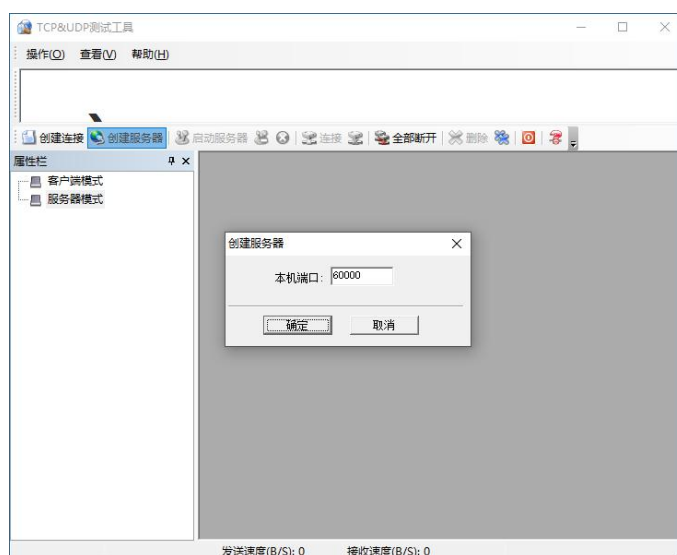 TCP&UDP测试工具
操作(O) 查看(V) 帮助(H)
创建连接 创建服务器 启动服务器 连接 全部断开 删除
属性栏
客户端模式
服务器模式
创建服务器
本机端口: 60000
确定 取消
发送速度(B/S): 0 接收速度(B/S): 0